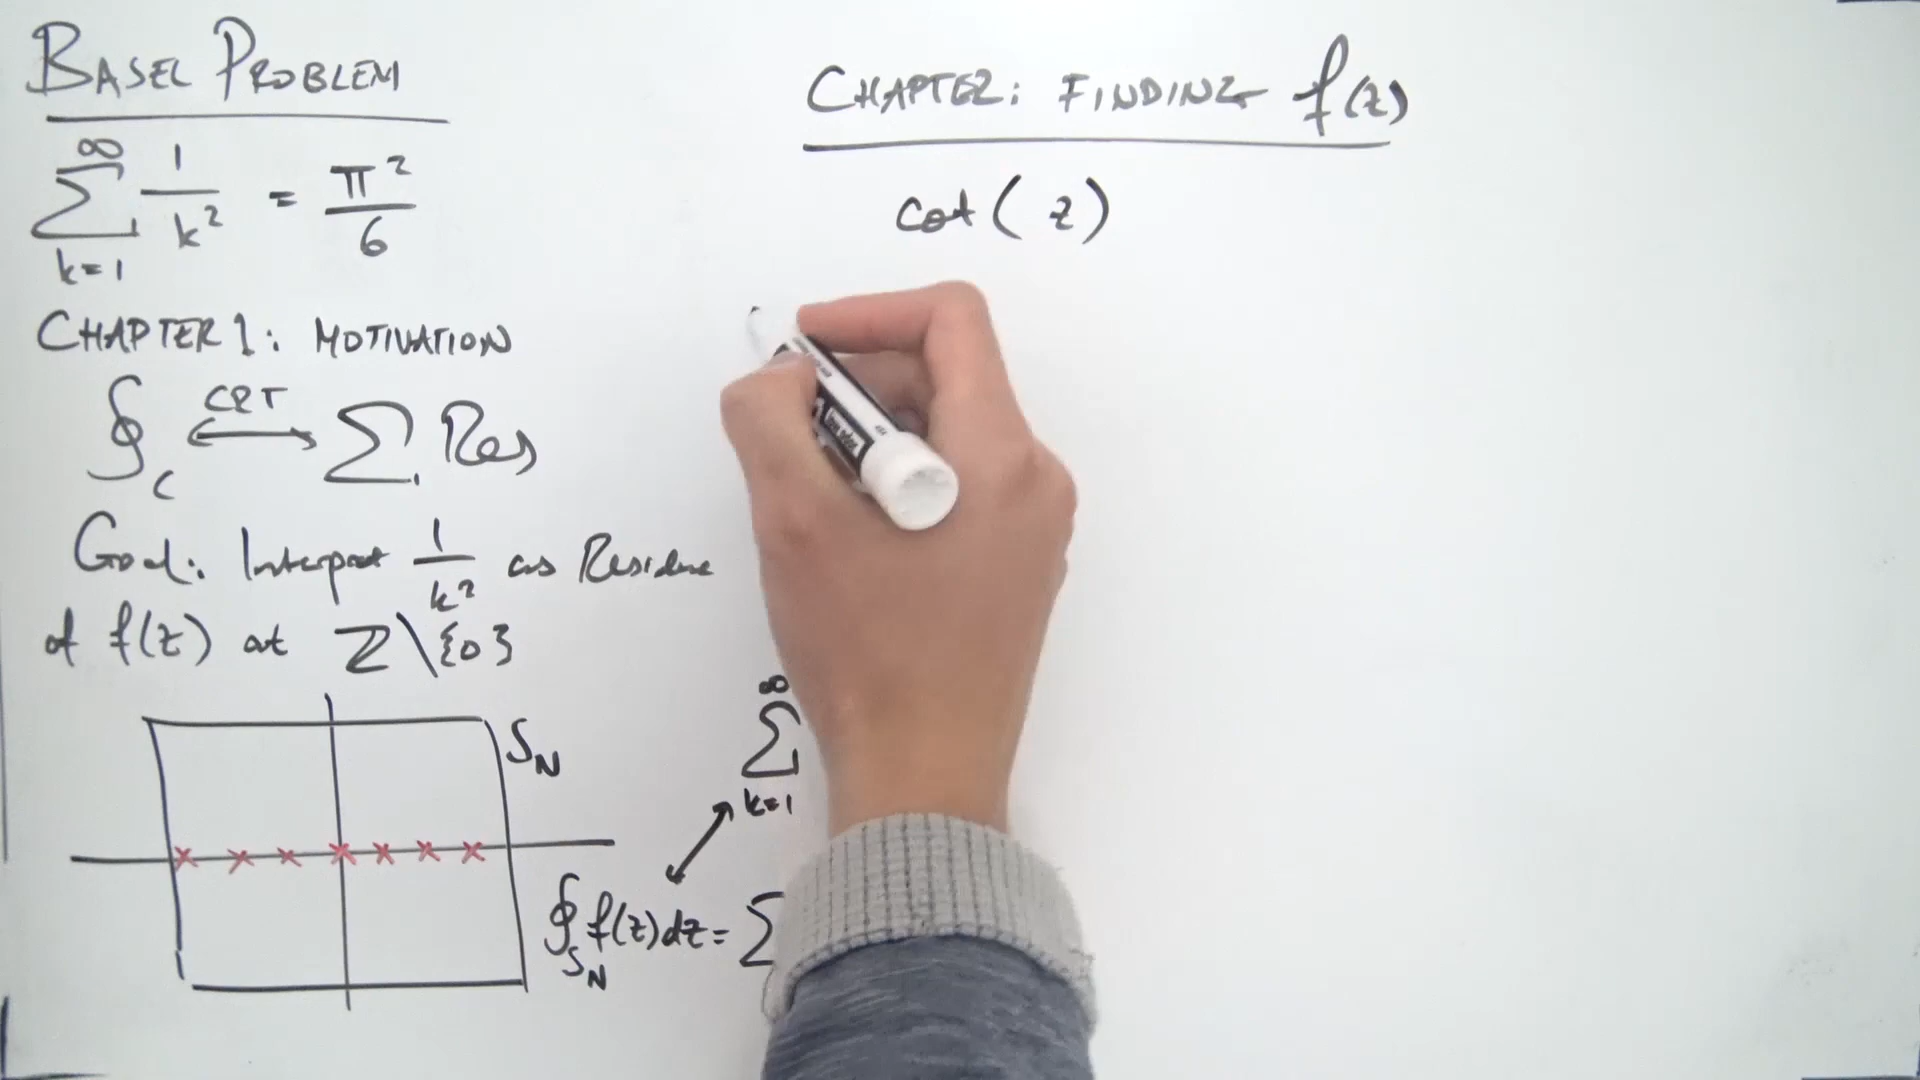 BASEL PROBLEM
∞ Σ k=1 1/k² = π²/6
CHAPTER 1: MOTIVATION
∮_C ⟷ CRT Σ Res
Goal: Interpret 1/k² as Residue
of f(z) at Z\{0}
S_N
∞ Σ k=1
∮_{S_N} f(z)dz = Σ
CHAPTER: FINDING f(z)
cot( z)